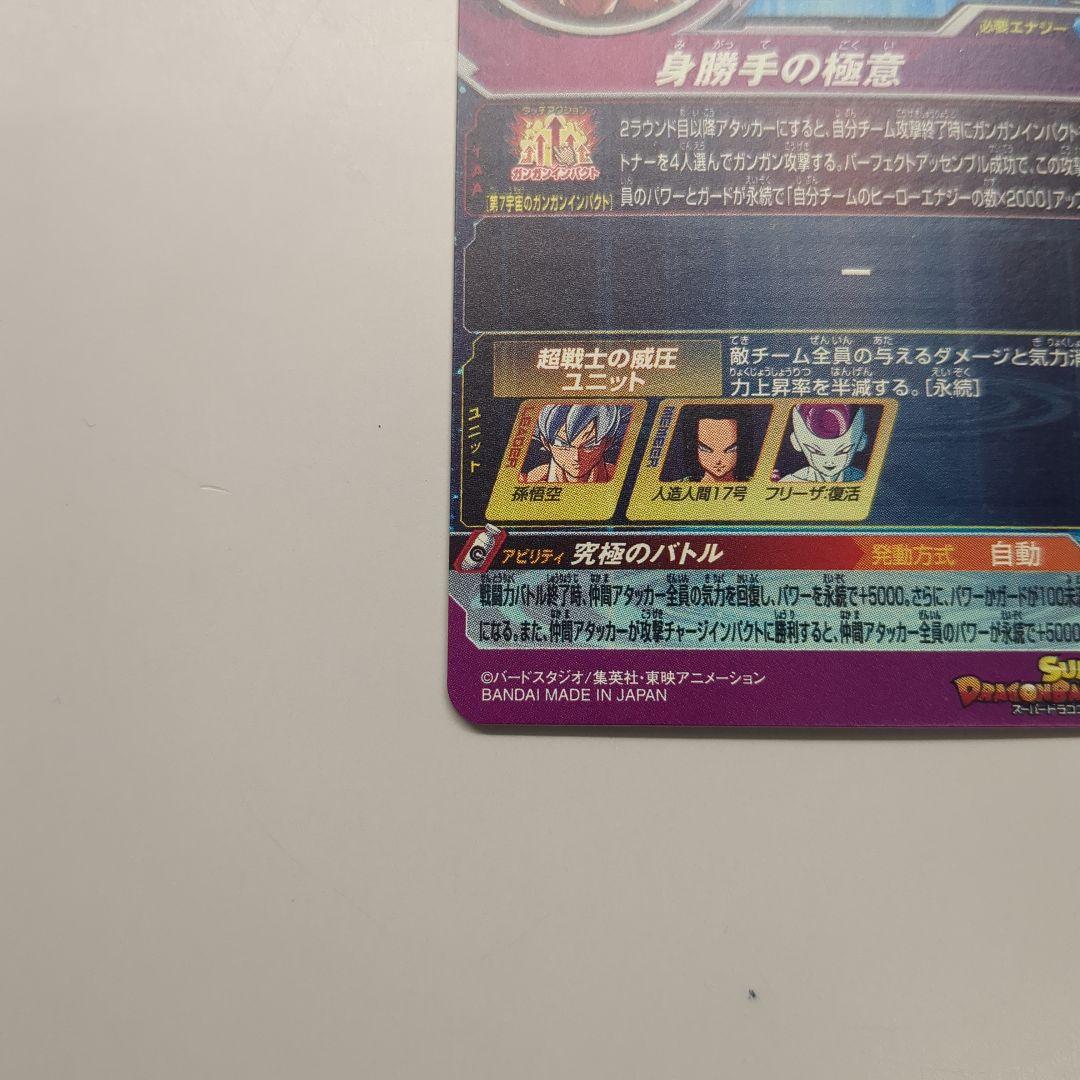 必要エナジー
身勝手の極意
タッチアクション
ガンガンインパクト
[第7宇宙のガンガンインパクト]
2ラウンド目以降アタッカーにすると、自分チーム攻撃終了時にガンガンインパクト
トナーを4人選んでガンガン攻撃する。パーフェクトアッセンブル成功で、この攻撃
員のパワーとガードが永続で「自分チームのヒーローエナジーの数×2000」アップ
ー
ユニット
超戦士の威圧
ユニット
敵チーム全員の与えるダメージと気力
力上昇率を半減する。[永続]
LEADER
孫悟空
MEMBER
人造人間17号
フリーザ:復活
アビリティ 究極のバトル 発動方式 自動
戦闘力バトル終了時、仲間アタッカー全員の気力を回復し、パワーを永続で+5000。さらに、パワーかガードが100未
になる。また、仲間アタッカーが攻撃チャージインパクトに勝利すると、仲間アタッカー全員のパワーが永続で+5000
©バードスタジオ/集英社・東映アニメーション
BANDAI MADE IN JAPAN
SU
DRAGONBA
スーパードラゴ